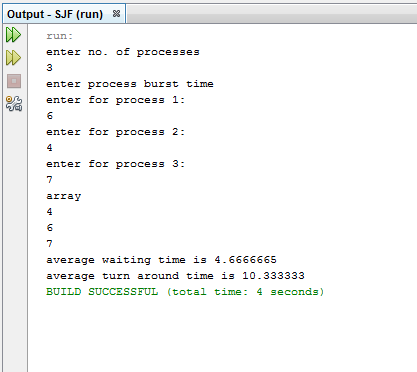 Output - SJF (run)
run:
enter no. of processes
3
enter process burst time
enter for process 1:
6
enter for process 2:
4
enter for process 3:
7
array
4
6
7
average waiting time is 4.6666665
average turn around time is 10.333333
BUILD SUCCESSFUL (total time: 4 seconds)